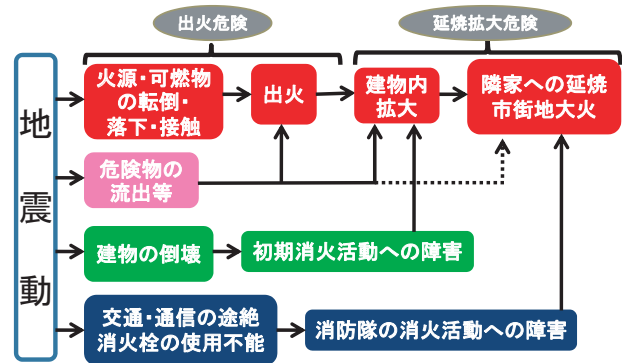 出火危険
延焼拡大危険
地震動
火源・可燃物
の転倒・
落下・接触
出火
建物内
拡大
隣家への延焼
市街地大火
危険物の
流出等
建物の倒壊
初期消火活動への障害
交通・通信の途絶
消火栓の使用不能
消防隊の消火活動への障害